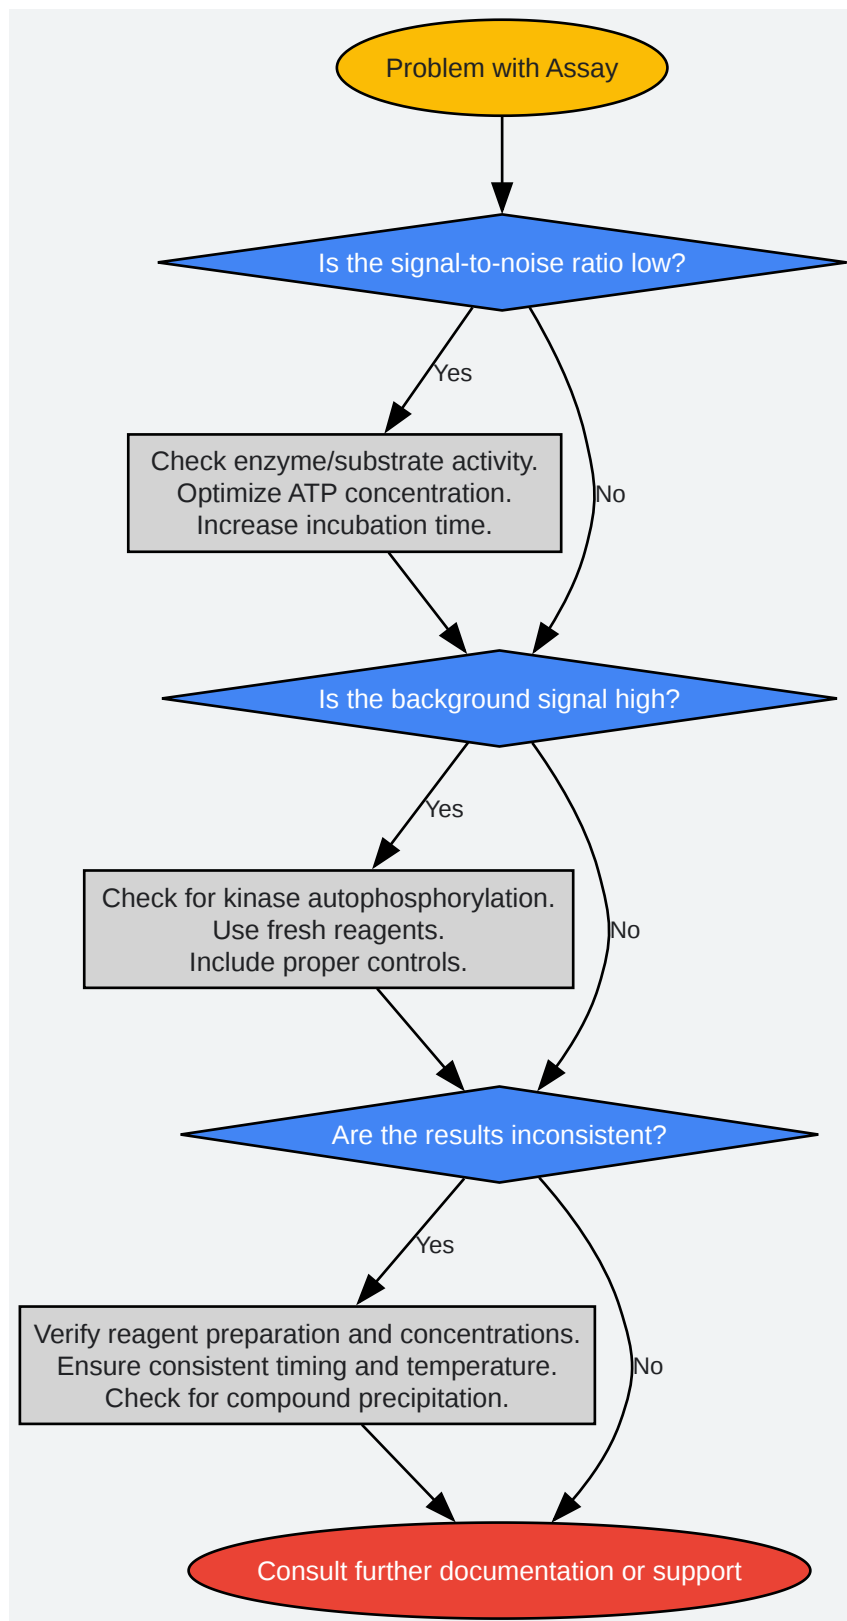 Problem with Assay
Is the signal-to-noise ratio low?
Yes
Check enzyme/substrate activity.
Optimize ATP concentration.
Increase incubation time.
No
Is the background signal high?
Yes
Check for kinase autophosphorylation.
Use fresh reagents.
Include proper controls.
No
Are the results inconsistent?
Yes
Verify reagent preparation and concentrations.
Ensure consistent timing and temperature.
Check for compound precipitation.
No
Consult further documentation or support